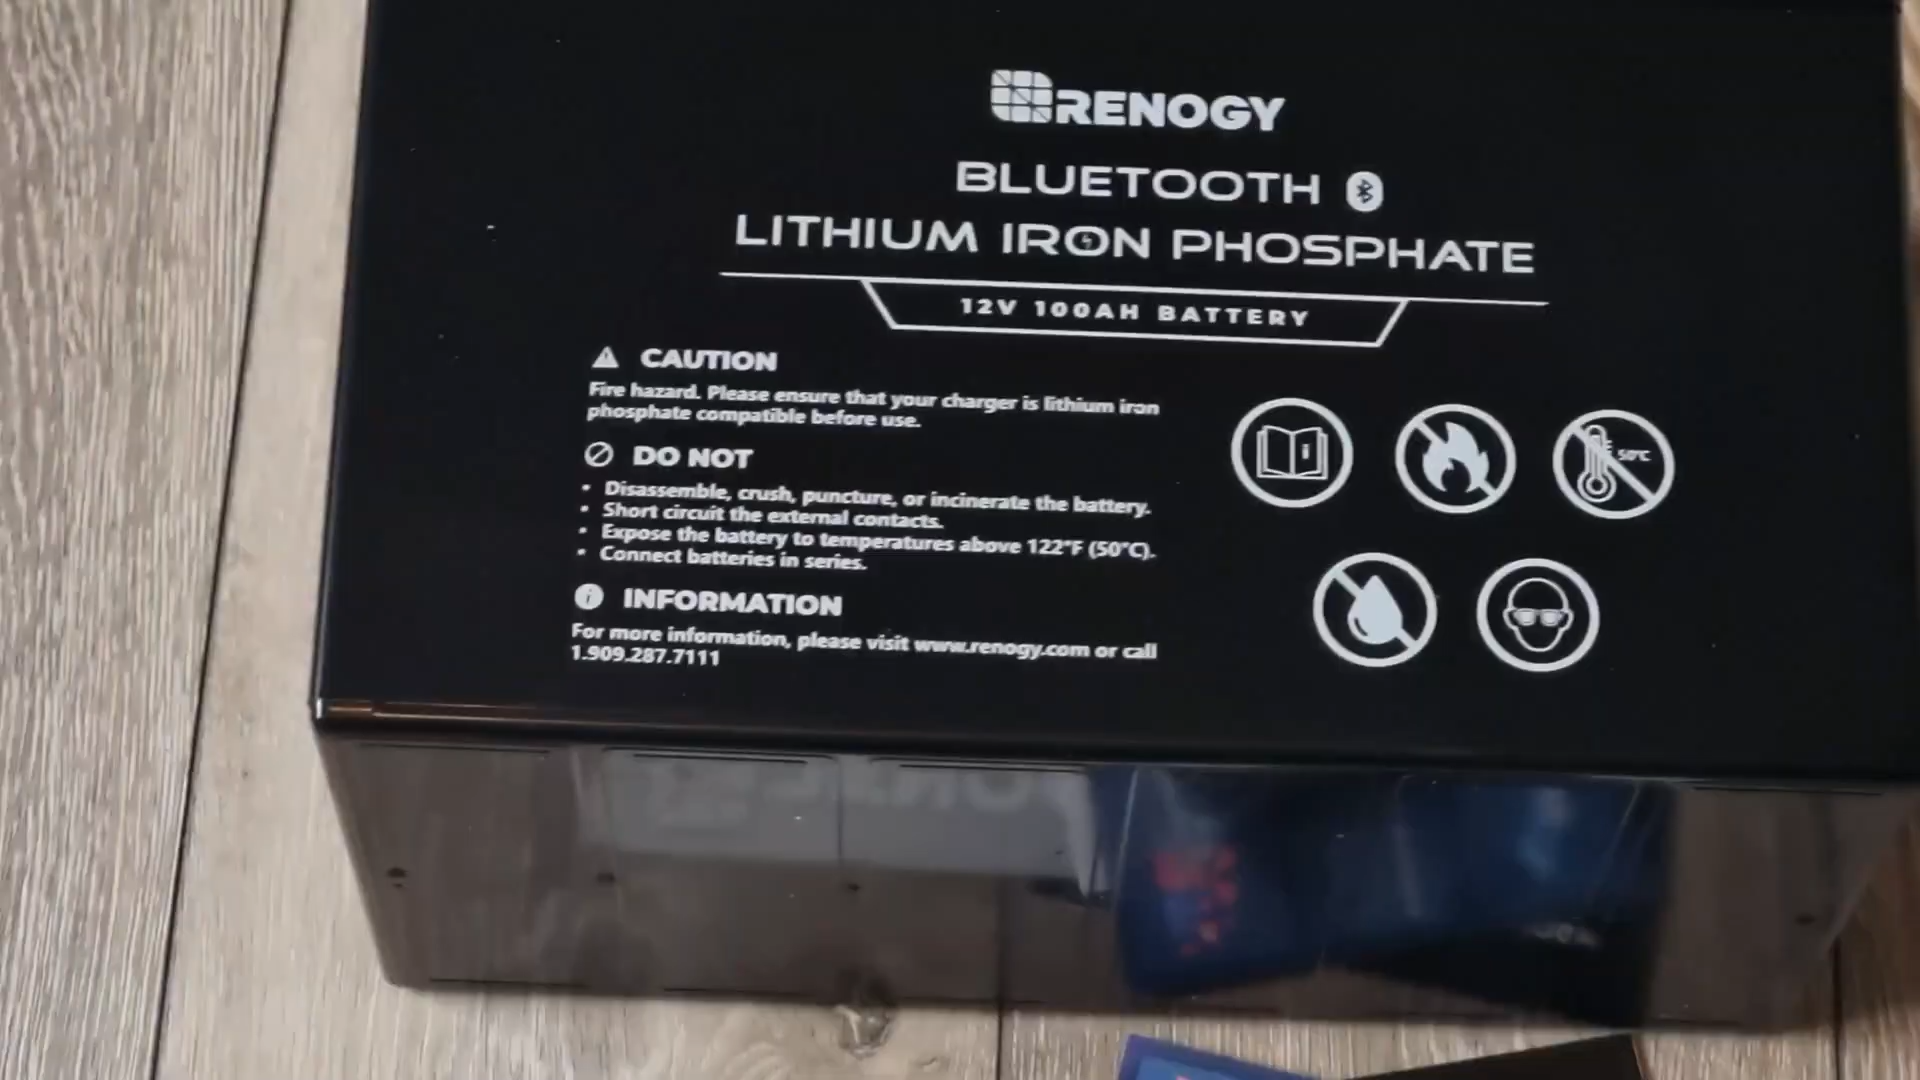 RENOGY
BLUETOOTH
LITHIUM IRON PHOSPHATE
12V 100AH BATTERY
CAUTION
Fire hazard. Please ensure that your charger is lithium iron
phosphate compatible before use.
DO NOT
• Disassemble, crush, puncture, or incinerate the battery.
• Short circuit the external contacts.
• Expose the battery to temperatures above 122°F (50°C).
• Connect batteries in series.
INFORMATION
For more information, please visit www.renogy.com or call
1.909.287.7111
50°C